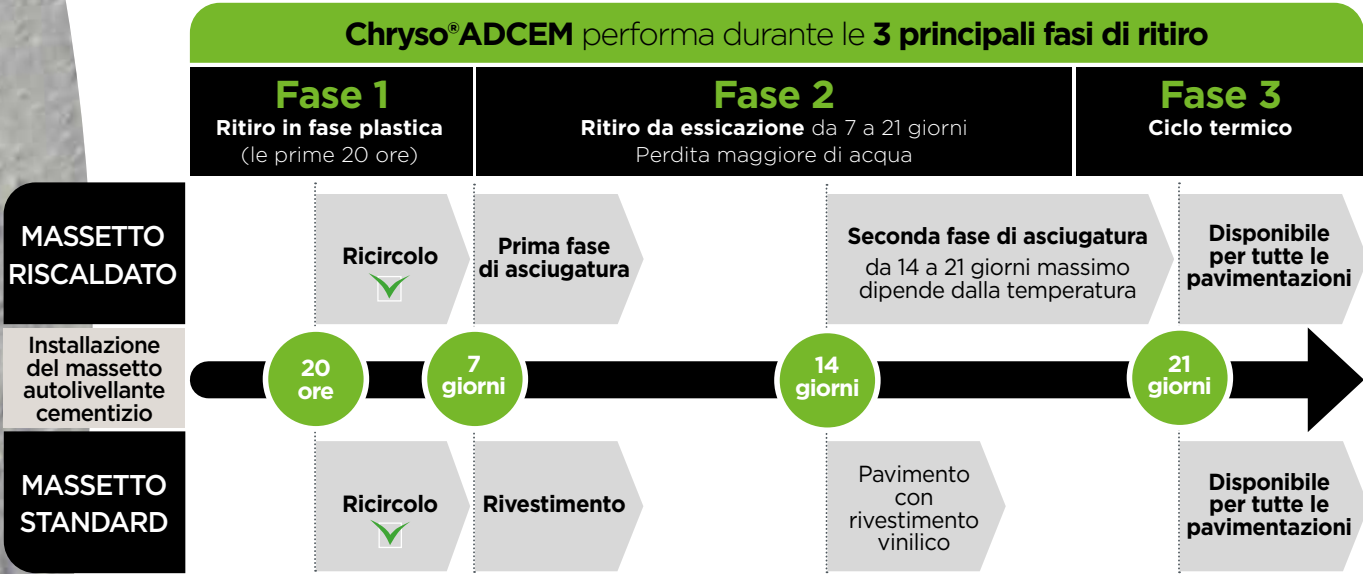 Chryso®ADCEM performa durante le 3 principali fasi di ritiro
Fase 1
Ritiro in fase plastica
(le prime 20 ore)
Fase 2
Ritiro da essicazione da 7 a 21 giorni
Perdita maggiore di acqua
Fase 3
Ciclo termico
MASSETTO
RISCALDATO
Ricircolo
Prima fase
di asciugatura
Seconda fase di asciugatura
da 14 a 21 giorni massimo
dipende dalla temperatura
Disponibile
per tutte le
pavimentazioni
Installazione
del massetto
autolivellante
cementizio
20
ore
7
giorni
14
giorni
21
giorni
MASSETTO
STANDARD
Ricircolo
Rivestimento
Pavimento
con
rivestimento
vinilico
Disponibile
per tutte le
pavimentazioni